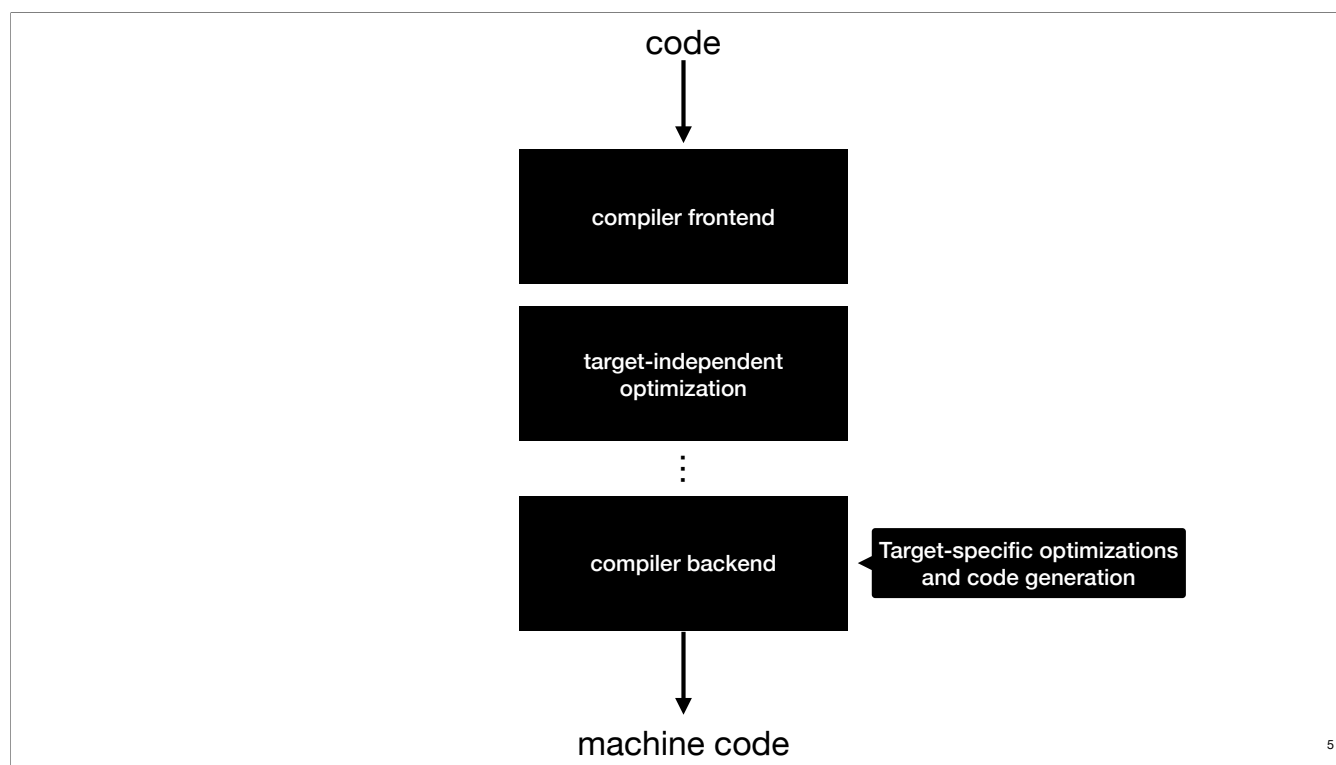 code
compiler frontend
target-independent
optimization
⋮
compiler backend
Target-specific optimizations
and code generation
machine code
5